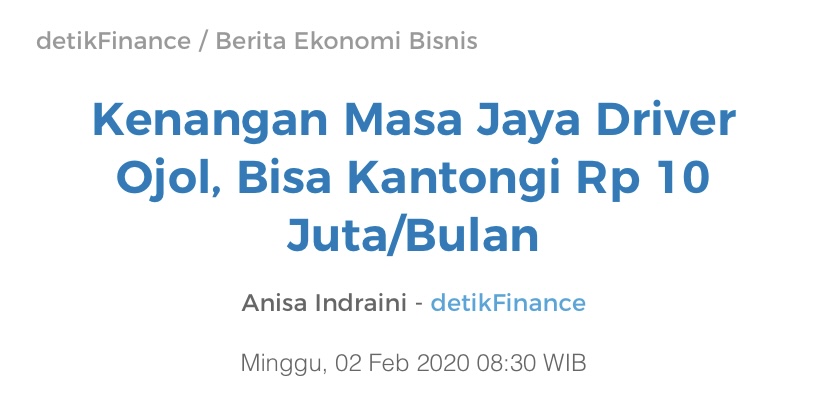 detikFinance / Berita Ekonomi Bisnis
Kenangan Masa Jaya Driver
Ojol, Bisa Kantongi Rp 10
Juta/Bulan
Anisa Indraini - detikFinance
Minggu, 02 Feb 2020 08:30 WIB